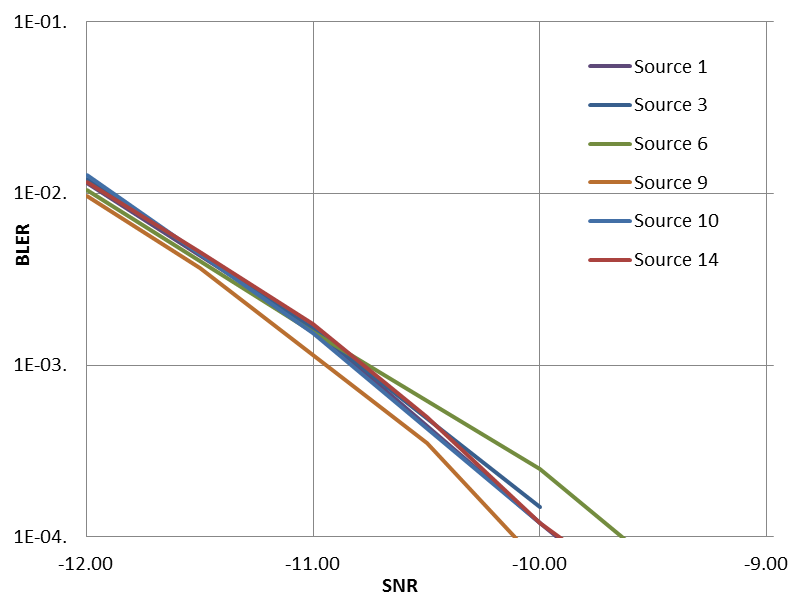 1E-01.
Source 1
Source 3
Source 6
Source 9
Source 10
Source 14
1E-02.
BLER
1E-03.
1E-04.
-12.00 -11.00 -10.00 -9.00
SNR